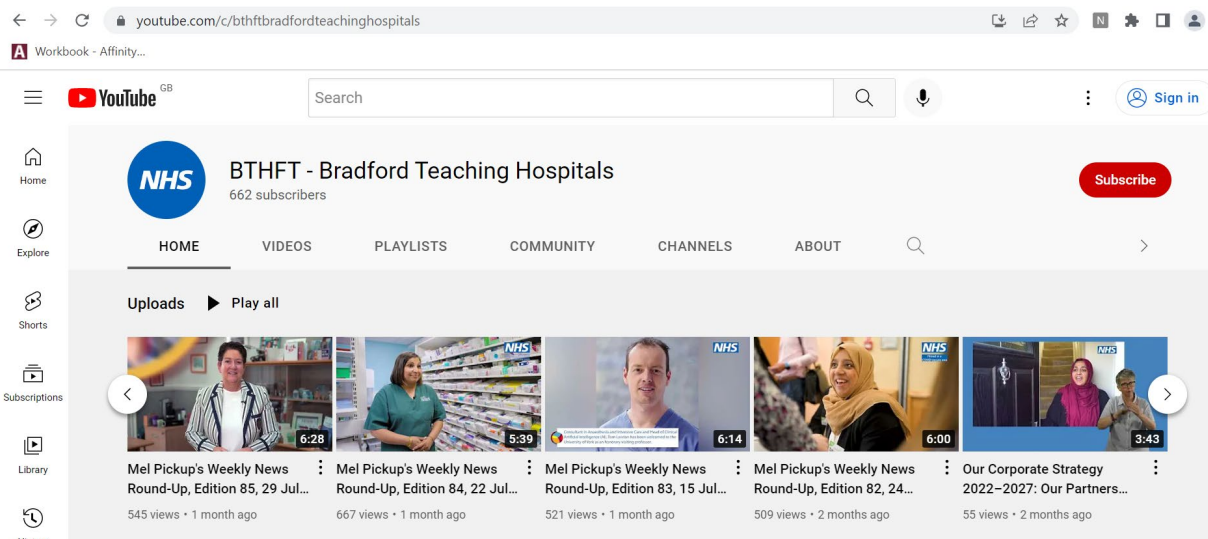 youtube.com/c/bthftbradfordteachinghospitals
N
A Workbook - Affinity...
YouTube GB
Search
Sign in
Home
Explore
Shorts
Subscriptions
Library
NHS
BTHFT - Bradford Teaching Hospitals
662 subscribers
Subscribe
HOME VIDEOS PLAYLISTS COMMUNITY CHANNELS ABOUT
Uploads Play all
NHS NHS NHS NHS
6:28 5:39 6:14 6:00 3:43
Mel Pickup's Weekly News
Round-Up, Edition 85, 29 Jul...
545 views • 1 month ago
Mel Pickup's Weekly News
Round-Up, Edition 84, 22 Jul...
667 views • 1 month ago
Mel Pickup's Weekly News
Round-Up, Edition 83, 15 Jul...
521 views • 1 month ago
Mel Pickup's Weekly News
Round-Up, Edition 82, 24...
509 views • 2 months ago
Our Corporate Strategy
2022–2027: Our Partners...
55 views • 2 months ago